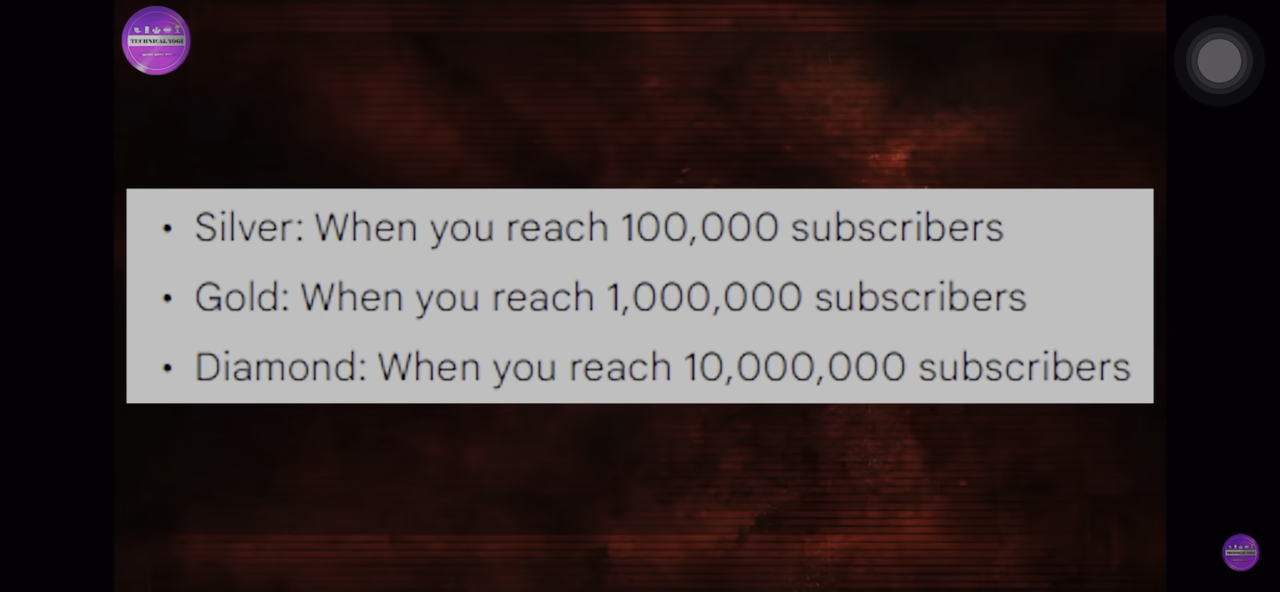 TECHNICAL YOGI
• Silver: When you reach 100,000 subscribers
• Gold: When you reach 1,000,000 subscribers
• Diamond: When you reach 10,000,000 subscribers